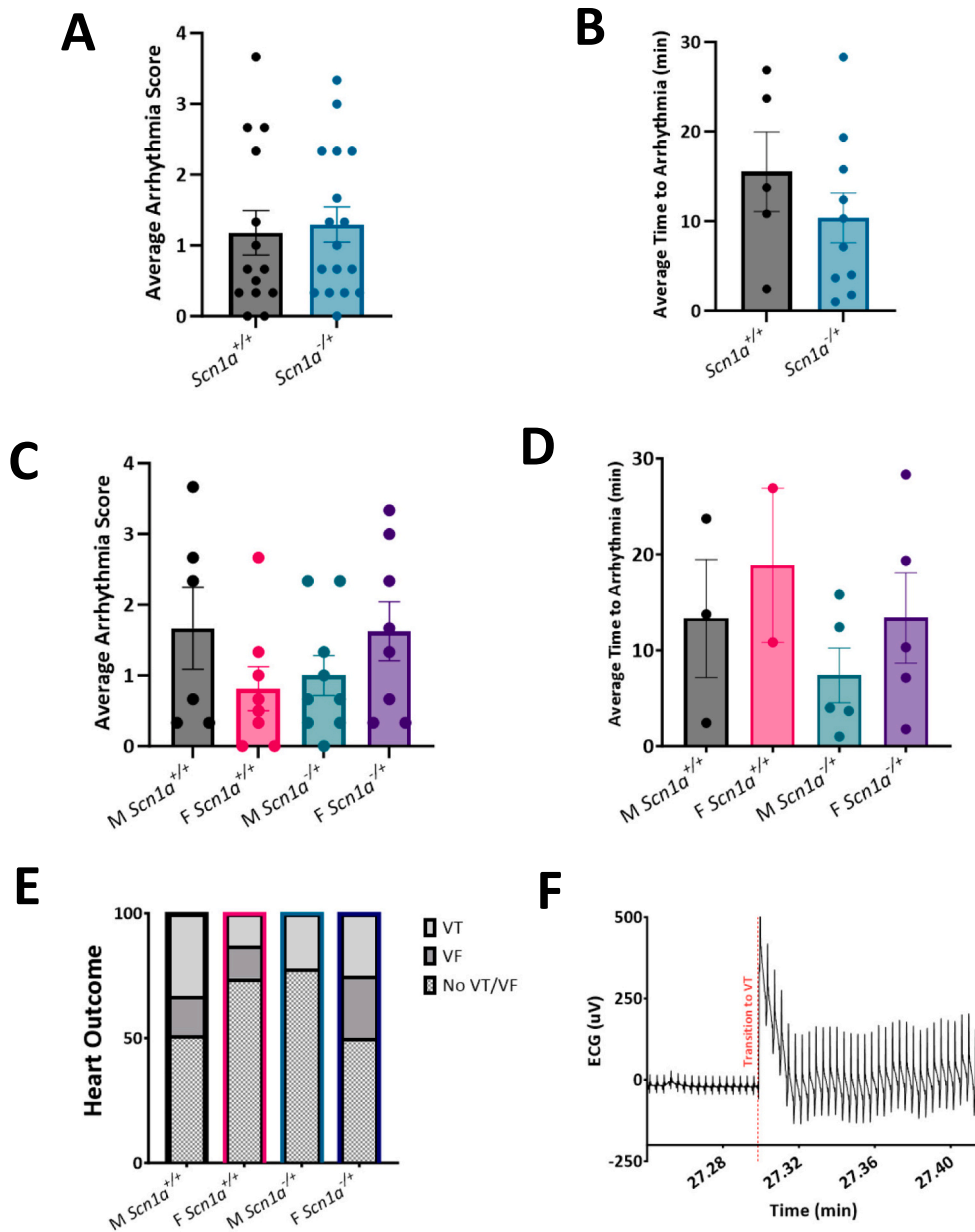 A
Average Arrhythmia Score
4
3
2
1
0
Scn1a+/+
Scn1a-/+
B
Average Time to Arrhythmia (min)
30
20
10
0
Scn1a+/+
Scn1a-/+
C
Average Arrhythmia Score
4
3
2
1
0
M Scn1a+/+
F Scn1a+/+
M Scn1a-/+
F Scn1a-/+
D
Average Time to Arrhythmia (min)
30
20
10
0
M Scn1a+/+
F Scn1a+/+
M Scn1a-/+
F Scn1a-/+
E
Heart Outcome
100
50
0
M Scn1a+/+
F Scn1a+/+
M Scn1a-/+
F Scn1a-/+
VT
VF
No VT/VF
F
ECG (uV)
500
250
0
-250
Transition to VT
27.28
27.32
27.36
27.40
Time (min)